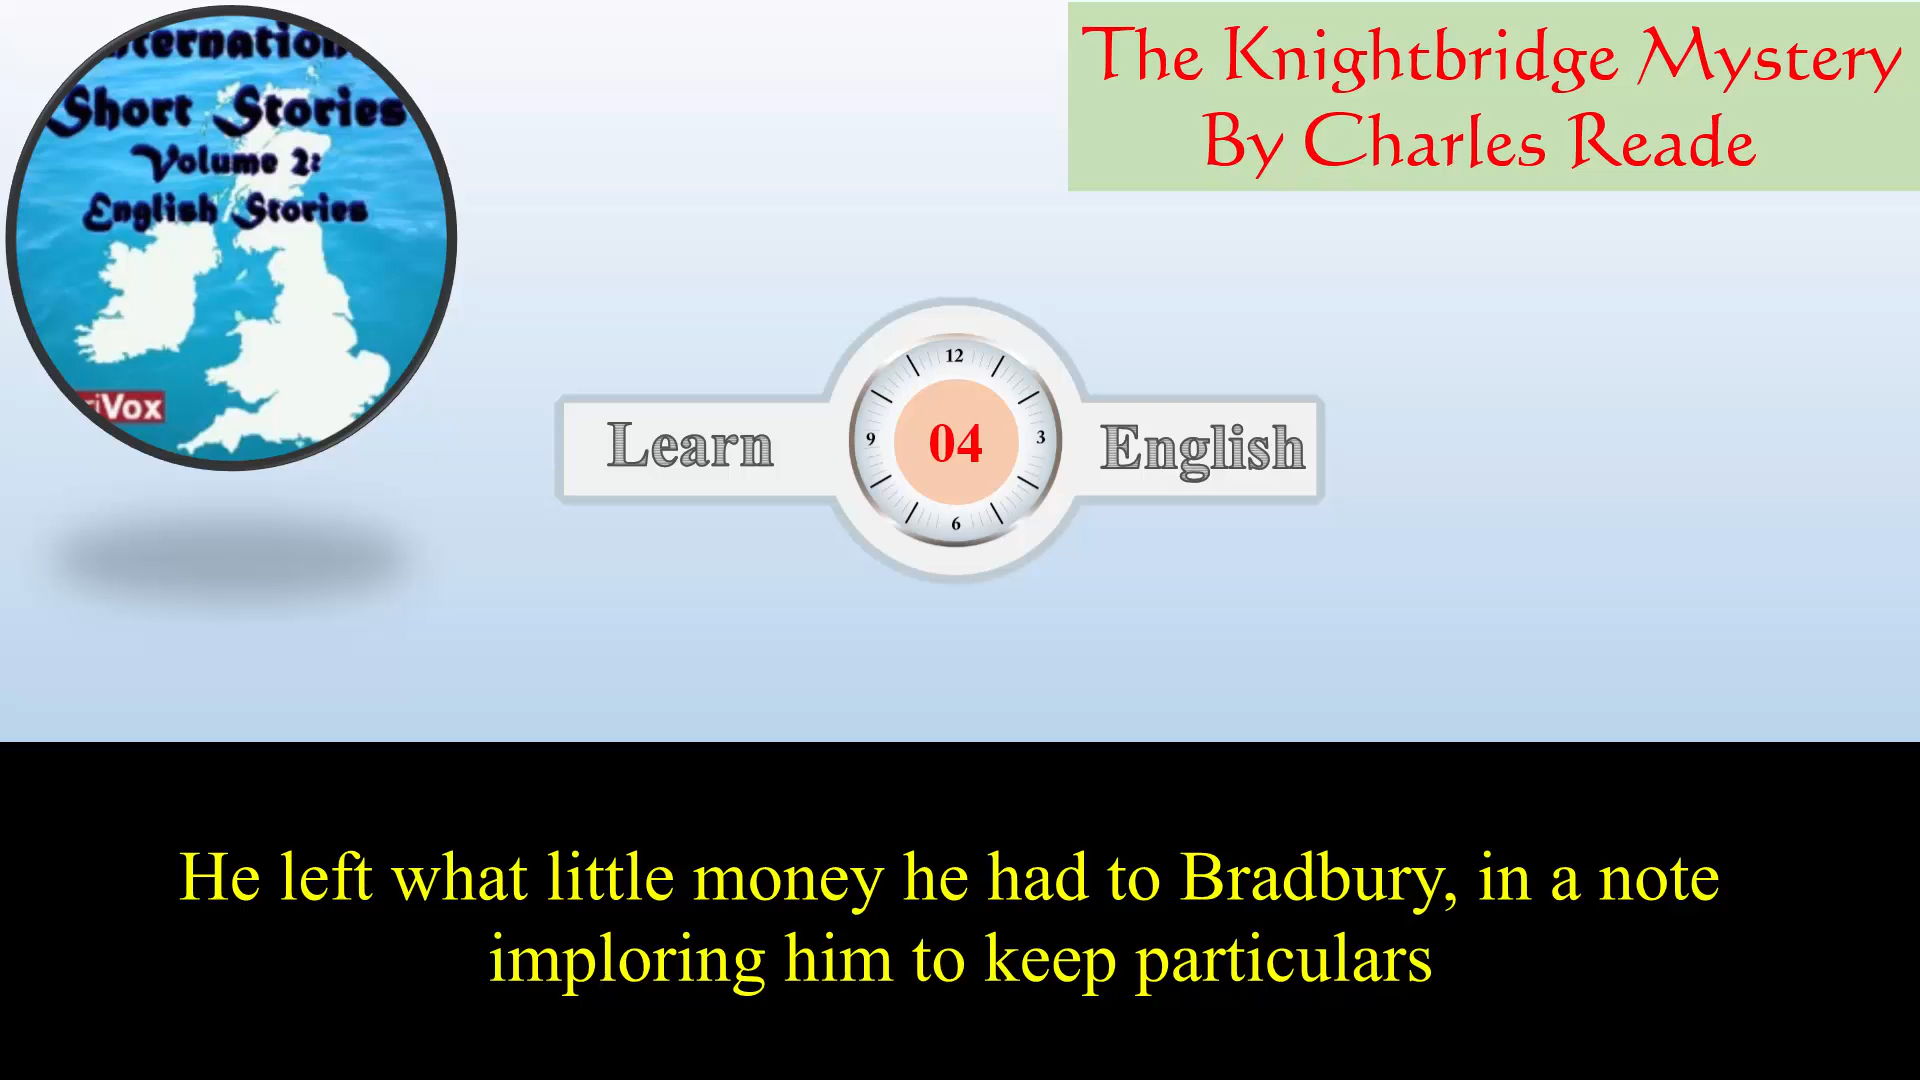 The Knightbridge Mystery
By Charles Reade
Short Stories
Volume 2:
English Stories
Vox
12
9
3
6
Learn
04
English
He left what little money he had to Bradbury, in a note
imploring him to keep particulars